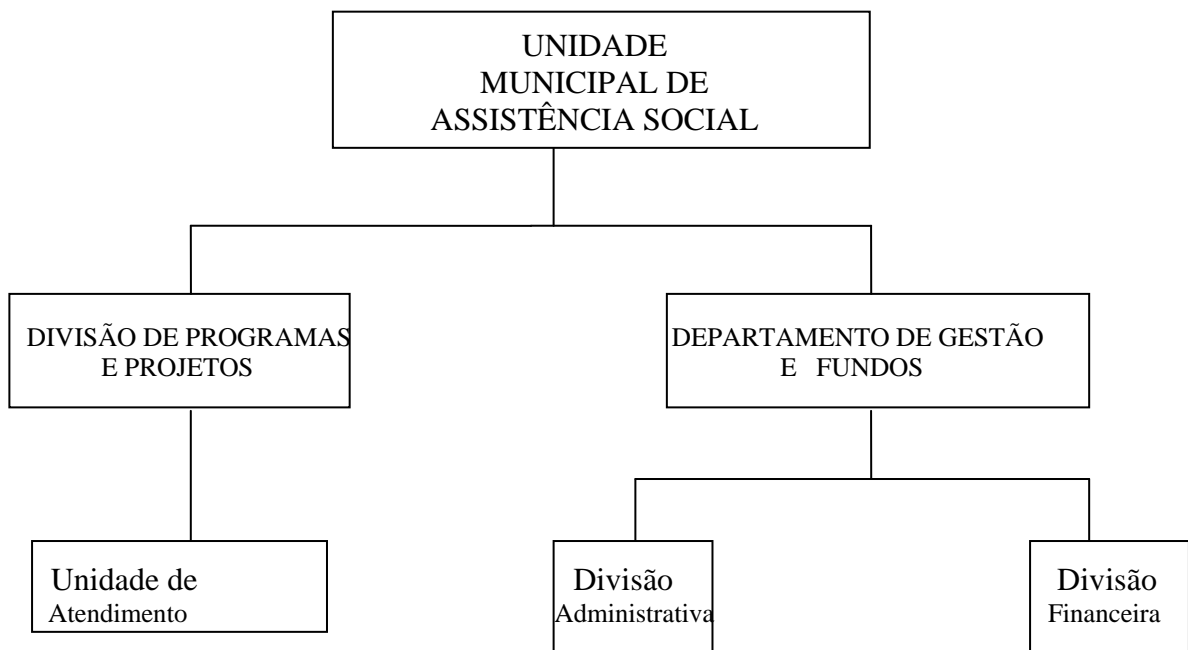 UNIDADE
MUNICIPAL DE
ASSISTÊNCIA SOCIAL
DIVISÃO DE PROGRAMAS
E PROJETOS
DEPARTAMENTO DE GESTÃO
E FUNDOS
Unidade de
Atendimento
Divisão
Administrativa
Divisão
Financeira